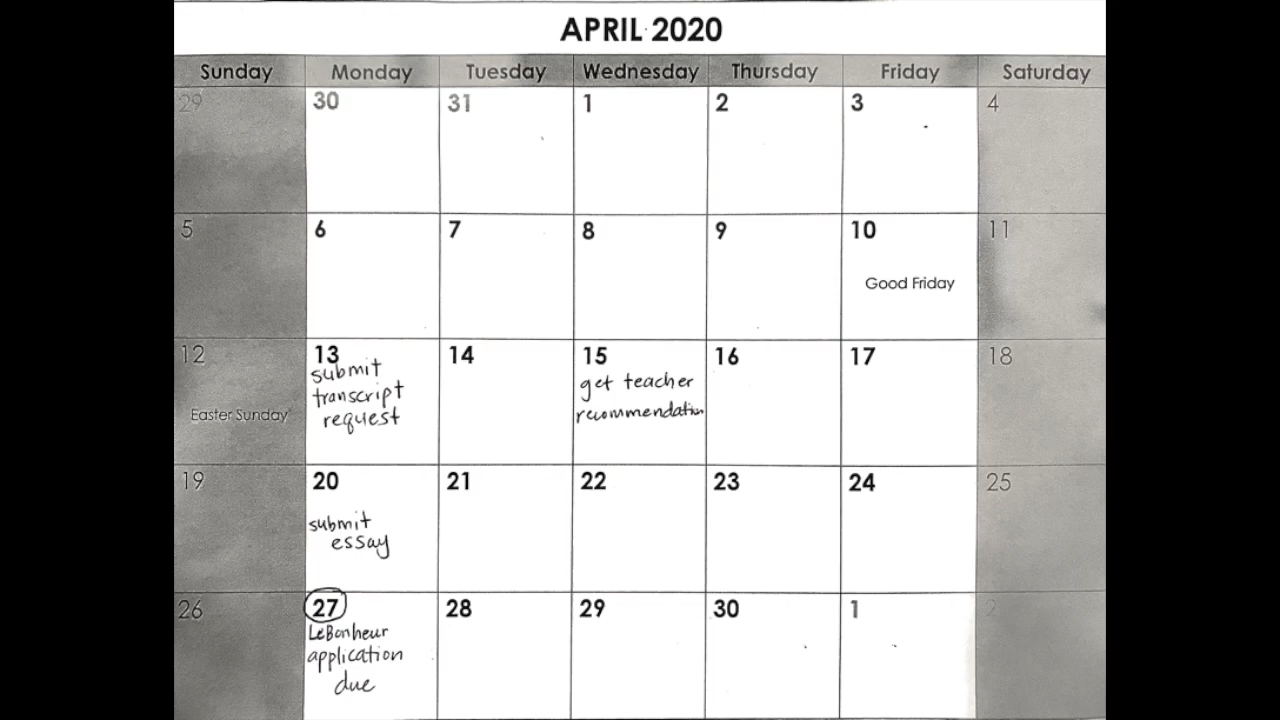 APRIL 2020
Sunday Monday Tuesday Wednesday Thursday Friday Saturday
29 30 31 1 2 3 4
5 6 7 8 9 10 11
Good Friday
12 13 14 15 16 17 18
submit
transcript
request
get teacher
recommendation
Easter Sunday
19 20 21 22 23 24 25
submit
essay
26 27 28 29 30 1 2
LeBonheur
application
due